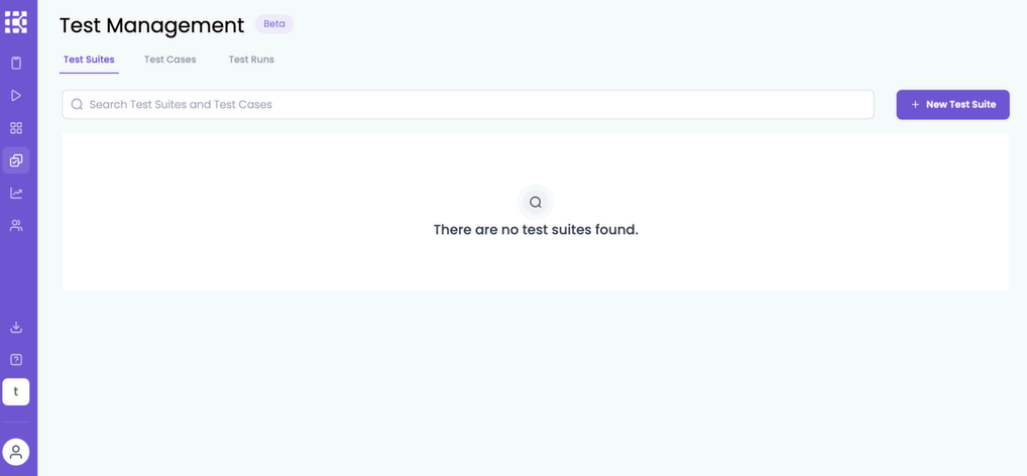 Test Management
Beta
Test Suites
Test Cases
Test Runs
Search Test Suites and Test Cases
+ New Test Suite
There are no test suites found.
t